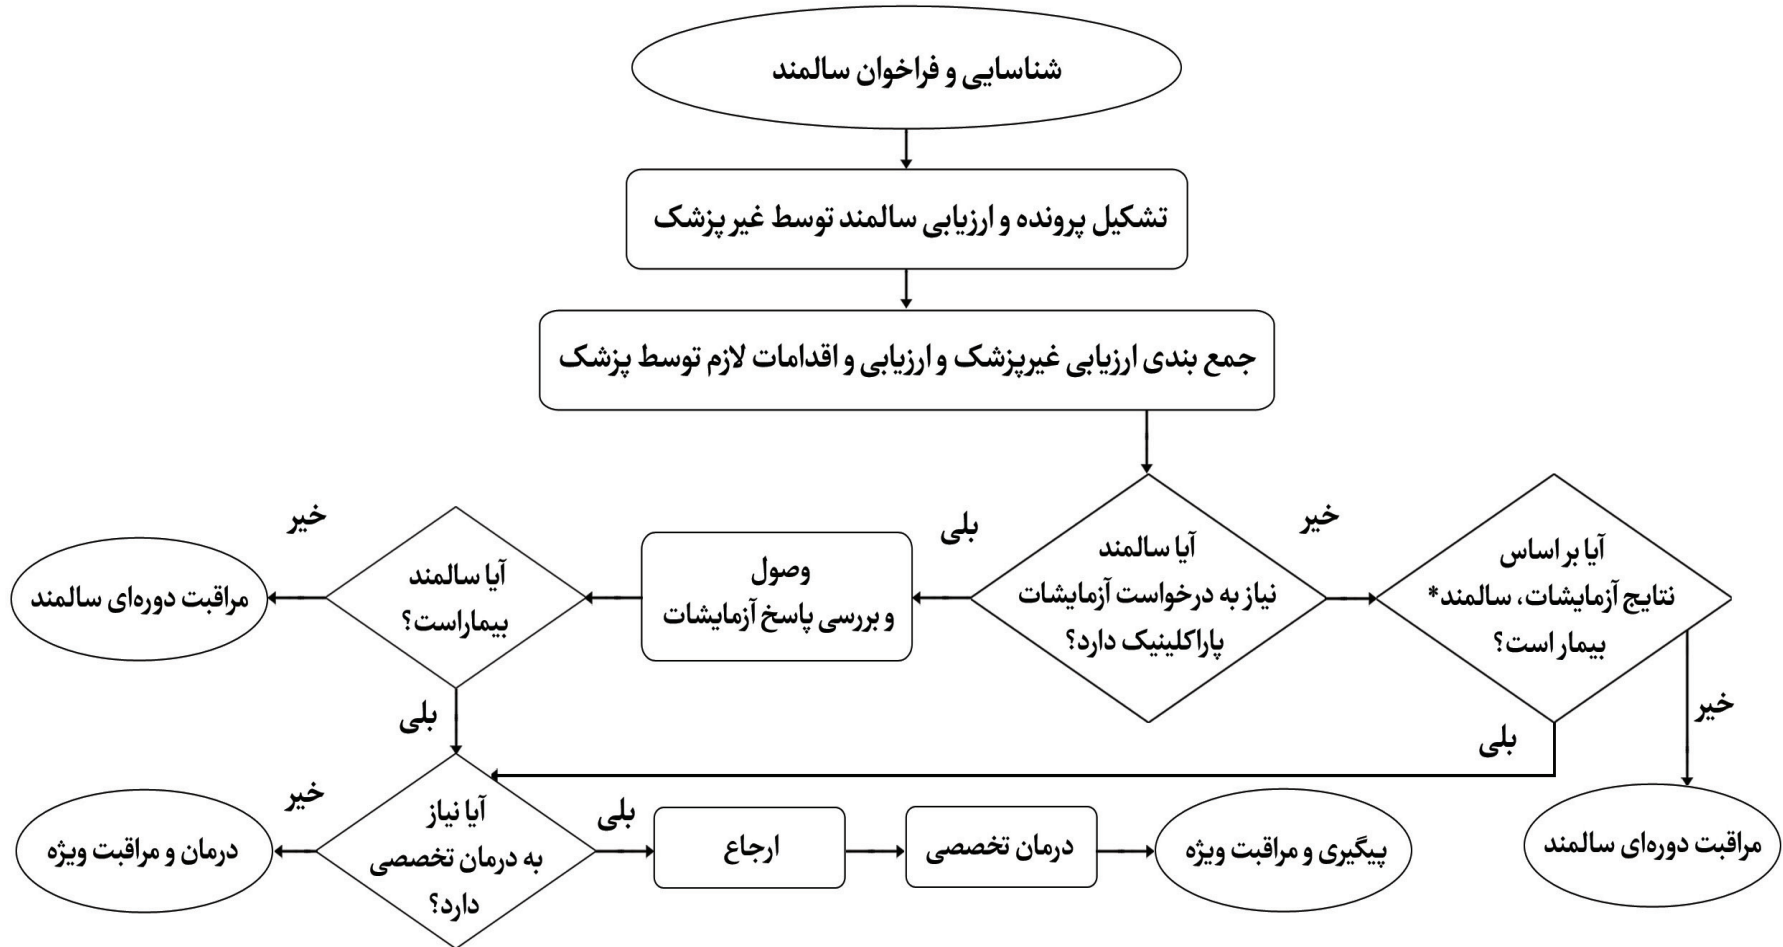 شناسایی و فراخوان سالمند
تشکیل پرونده و ارزیابی سالمند توسط غیر پزشک
جمع بندی ارزیابی غیرپزشک و ارزیابی و اقدامات لازم توسط پزشک
آیا بر اساس
نتایج آزمایشات، سالمند*
بیمار است؟
خیر
آیا سالمند
نیاز به درخواست آزمایشات
پاراکلینیک دارد؟
بلی
وصول
و بررسی پاسخ آزمایشات
آیا سالمند
بیماراست؟
خیر
مراقبت دوره‌ای سالمند
خیر
بلی
بلی
مراقبت دوره‌ای سالمند
پیگیری و مراقبت ویژه
درمان تخصصی
ارجاع
بلی
آیا نیاز
به درمان تخصصی
دارد؟
خیر
درمان و مراقبت ویژه